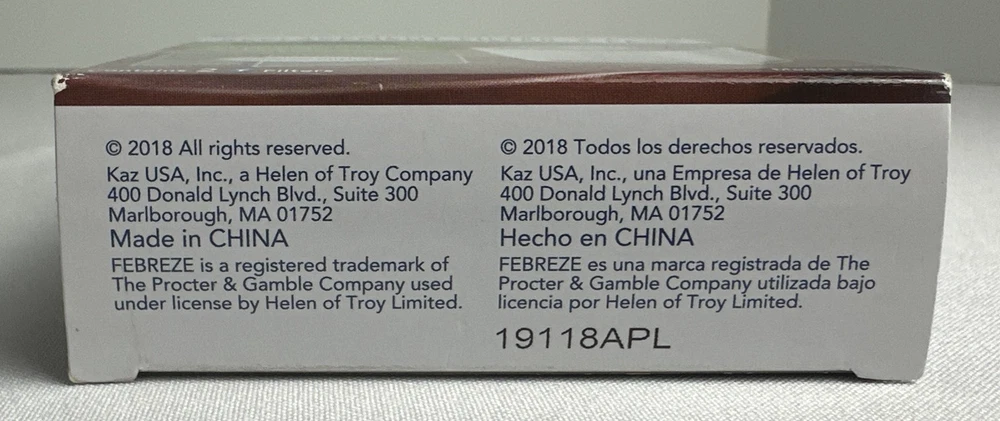 Filters
© 2018 All rights reserved.
Kaz USA, Inc., a Helen of Troy Company
400 Donald Lynch Blvd., Suite 300
Marlborough, MA 01752
Made in CHINA
FEBREZE is a registered trademark of
The Procter & Gamble Company used
under license by Helen of Troy Limited.
© 2018 Todos los derechos reservados.
Kaz USA, Inc., una Empresa de Helen of Troy
400 Donald Lynch Blvd., Suite 300
Marlborough, MA 01752
Hecho en CHINA
FEBREZE es una marca registrada de The
Procter & Gamble Company utilizada bajo
licencia por Helen of Troy Limited.
19118APL